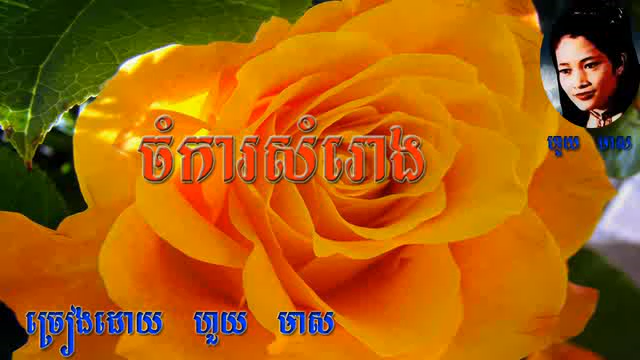 ហួយ មាស
ចំការសំរោង
ច្រៀងដោយ ហួយ មាស